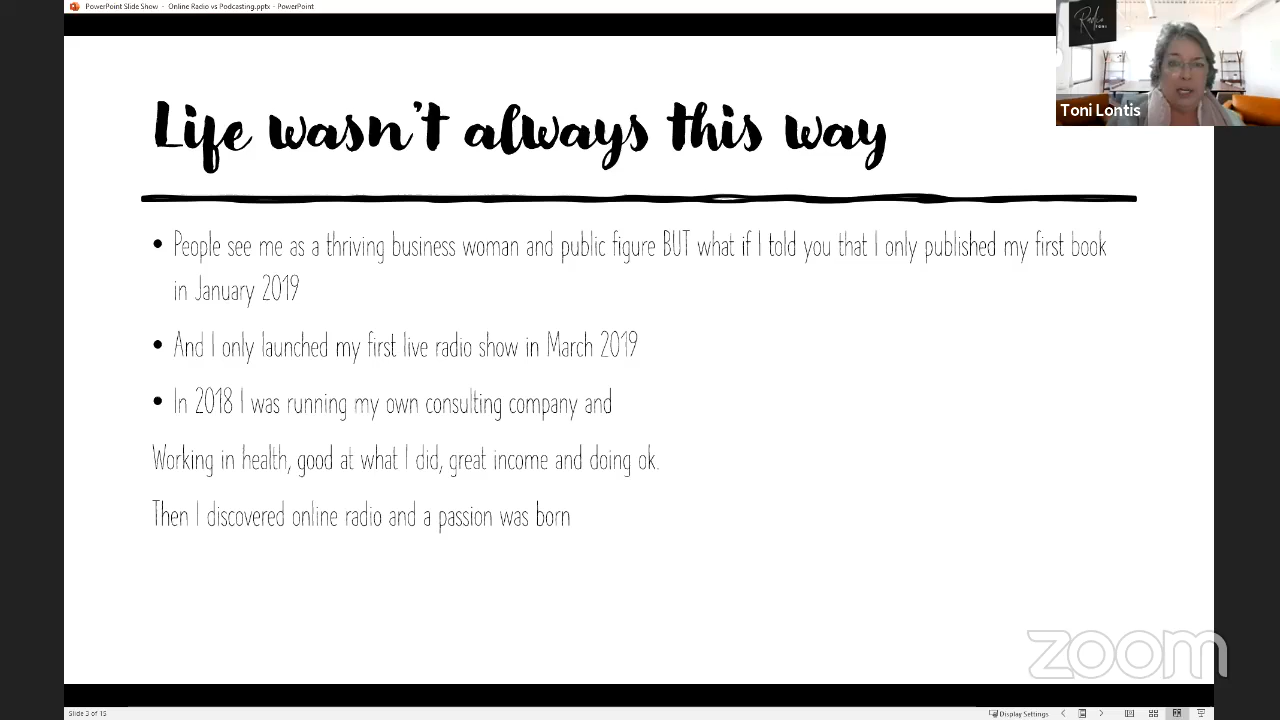 PowerPoint Slide Show - Online Radio vs Podcasting.pptx - PowerPoint
Radio
TONI
Toni Lontis
Life wasn't always this way
• People see me as a thriving business woman and public figure BUT what if I told you that I only published my first book
in January 2019
• And I only launched my first live radio show in March 2019
• In 2018 I was running my own consulting company and
Working in health, good at what I did, great income and doing ok.
Then I discovered online radio and a passion was born
zoom
Slide 3 of 15
Display Settings